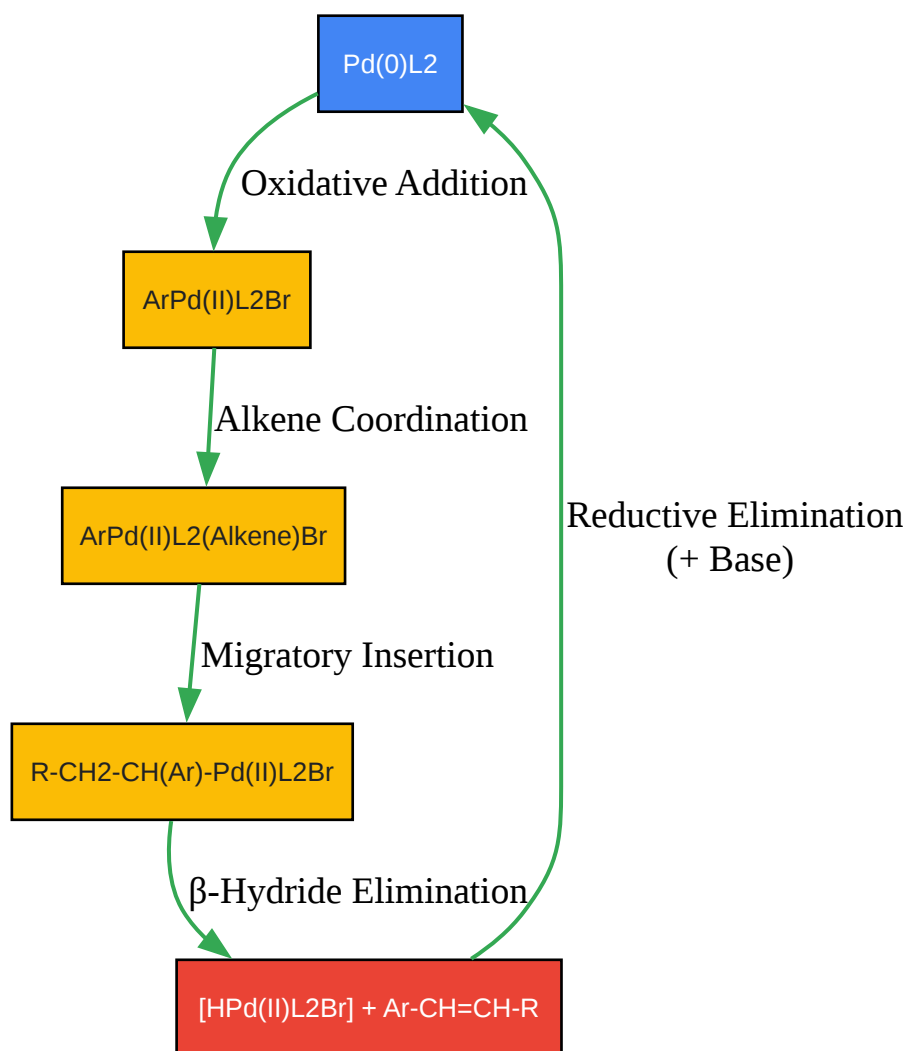 Pd(0)L2
Oxidative Addition
ArPd(II)L2Br
Alkene Coordination
ArPd(II)L2(Alkene)Br
Reductive Elimination
(+ Base)
Migratory Insertion
R-CH2-CH(Ar)-Pd(II)L2Br
β-Hydride Elimination
[HPd(II)L2Br] + Ar-CH=CH-R